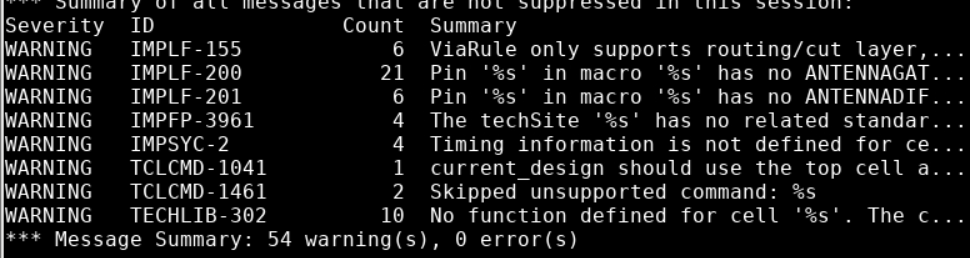 *** Summary of all messages that are not suppressed in this session:
Severity  ID               Count  Summary
WARNING   IMPLF-155            6  ViaRule only supports routing/cut layer,...
WARNING   IMPLF-200           21  Pin '%s' in macro '%s' has no ANTENNAGAT...
WARNING   IMPLF-201            6  Pin '%s' in macro '%s' has no ANTENNADIF...
WARNING   IMPFP-3961           4  The techSite '%s' has no related standar...
WARNING   IMPSYC-2             4  Timing information is not defined for ce...
WARNING   TCLCMD-1041          1  current_design should use the top cell a...
WARNING   TCLCMD-1461          2  Skipped unsupported command: %s
WARNING   TECHLIB-302         10  No function defined for cell '%s'. The c...
*** Message Summary: 54 warning(s), 0 error(s)